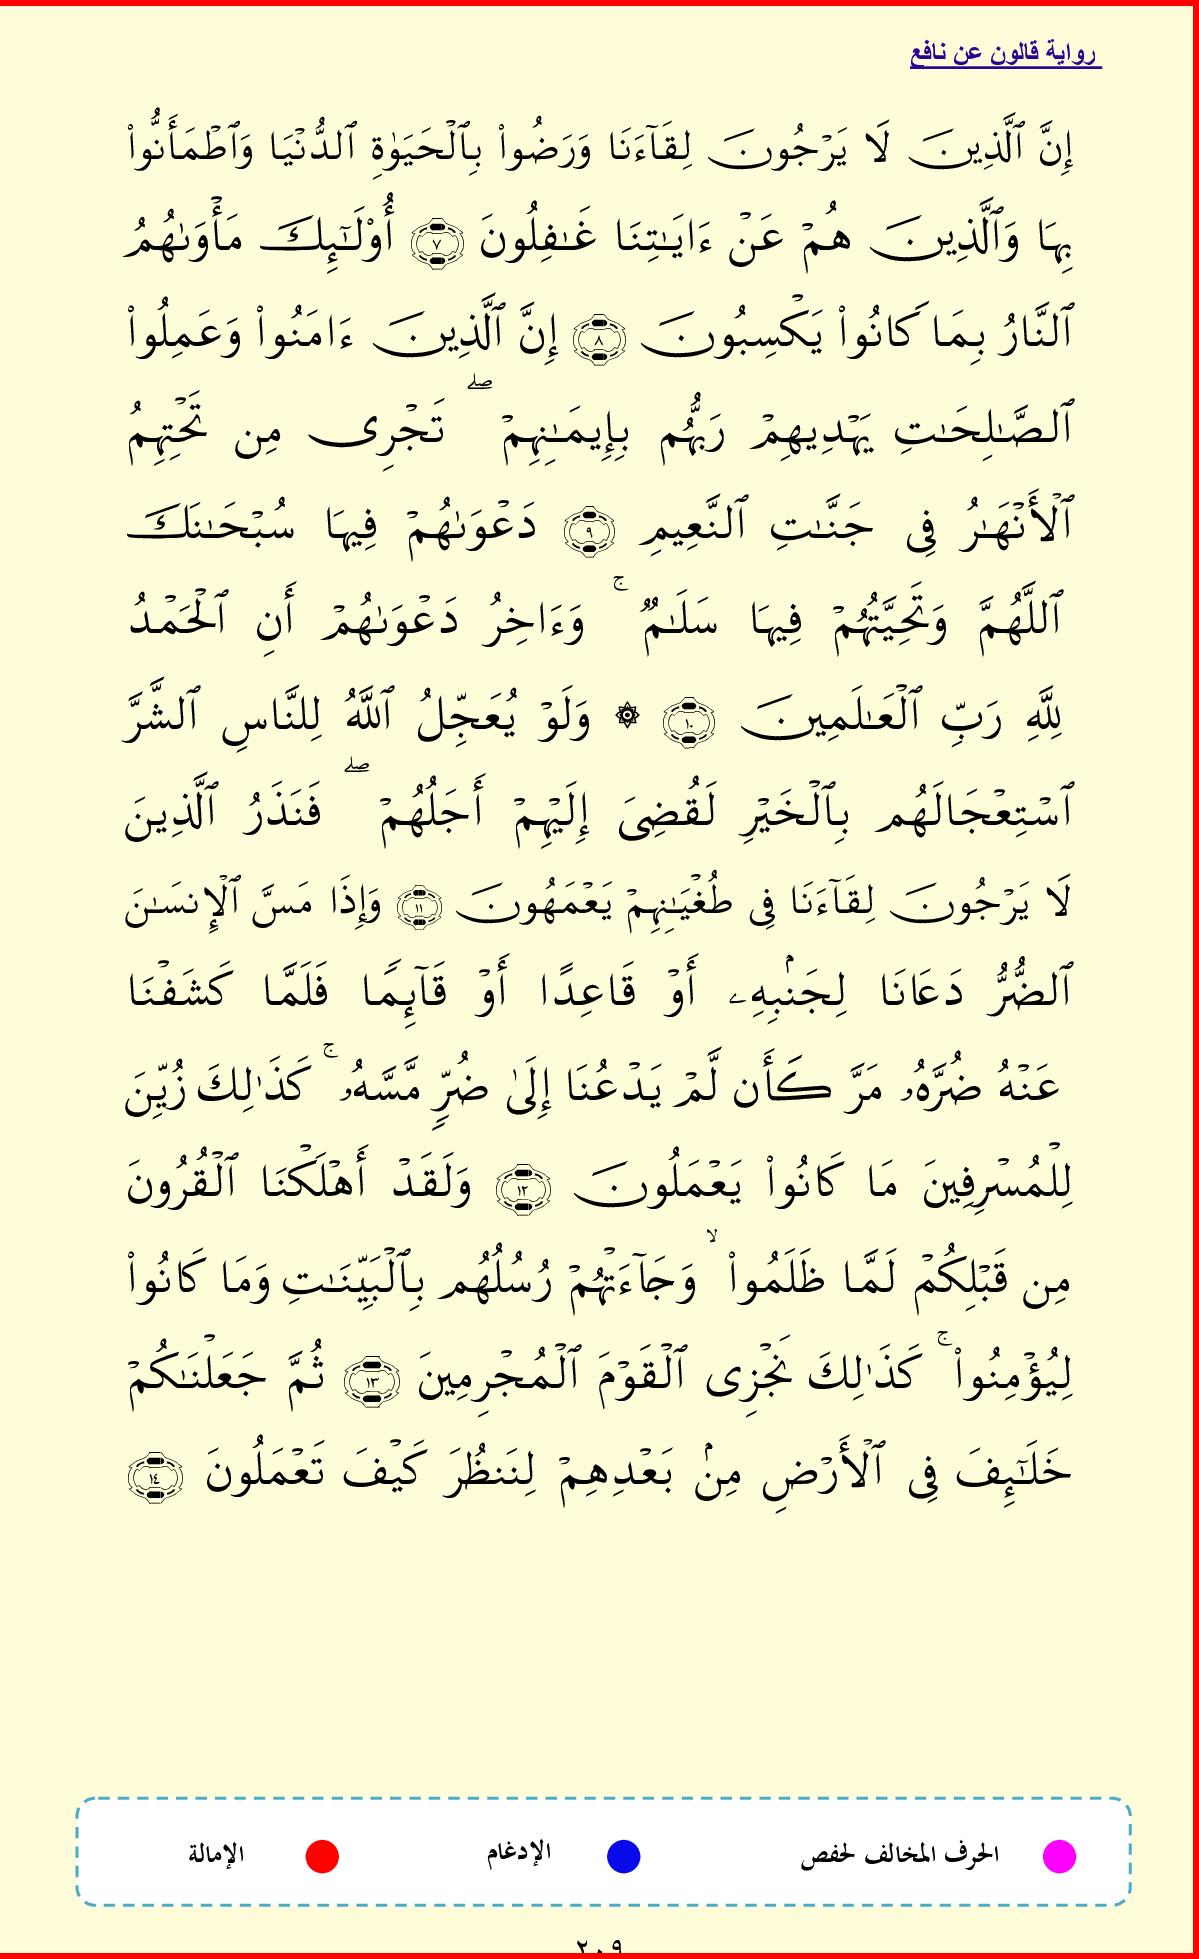 رواية قالون عن نافع
إِنَّ ٱلَّذِينَ لَا يَرْجُونَ لِقَآءَنَا وَرَضُواْ بِٱلْحَيَوٰةِ ٱلدُّنْيَا وَٱطْمَأَنُّواْ
بِهَا وَٱلَّذِينَ هُمْ عَنْ ءَايَٰتِنَا غَٰفِلُونَ ٧ أُوْلَٰٓئِكَ مَأْوَىٰهُمُ
ٱلنَّارُ بِمَا كَانُواْ يَكْسِبُونَ ٨ إِنَّ ٱلَّذِينَ ءَامَنُواْ وَعَمِلُواْ
ٱلصَّٰلِحَٰتِ يَهْدِيهِمْ رَبُّهُم بِإِيمَٰنِهِمْ ۖ تَجْرِى مِن تَحْتِهِمُ
ٱلْأَنْهَٰرُ فِى جَنَّٰتِ ٱلنَّعِيمِ ٩ دَعْوَىٰهُمْ فِيهَا سُبْحَٰنَكَ
ٱللَّهُمَّ وَتَحِيَّتُهُمْ فِيهَا سَلَٰمٌ ۚ وَءَاخِرُ دَعْوَىٰهُمْ أَنِ ٱلْحَمْدُ
لِلَّهِ رَبِّ ٱلْعَٰلَمِينَ ١٠ ۞ وَلَوْ يُعَجِّلُ ٱللَّهُ لِلنَّاسِ ٱلشَّرَّ
ٱسْتِعْجَالَهُم بِٱلْخَيْرِ لَقُضِىَ إِلَيْهِمْ أَجَلُهُمْ ۖ فَنَذَرُ ٱلَّذِينَ
لَا يَرْجُونَ لِقَآءَنَا فِى طُغْيَٰنِهِمْ يَعْمَهُونَ ١١ وَإِذَا مَسَّ ٱلْإِنسَٰنَ
ٱلضُّرُّ دَعَانَا لِجَنۢبِهِۦ أَوْ قَاعِدًا أَوْ قَآئِمًا فَلَمَّا كَشَفْنَا
عَنْهُ ضُرَّهُۥ مَرَّ كَأَن لَّمْ يَدْعُنَا إِلَىٰ ضُرٍّ مَّسَّهُۥ ۚ كَذَٰلِكَ زُيِّنَ
لِلْمُسْرِفِينَ مَا كَانُواْ يَعْمَلُونَ ١٢ وَلَقَدْ أَهْلَكْنَا ٱلْقُرُونَ
مِن قَبْلِكُمْ لَمَّا ظَلَمُواْ ۙ وَجَآءَتْهُمْ رُسُلُهُم بِٱلْبَيِّنَٰتِ وَمَا كَانُواْ
لِيُؤْمِنُواْ ۚ كَذَٰلِكَ نَجْزِى ٱلْقَوْمَ ٱلْمُجْرِمِينَ ١٣ ثُمَّ جَعَلْنَٰكُمْ
خَلَٰٓئِفَ فِى ٱلْأَرْضِ مِنۢ بَعْدِهِمْ لِنَنظُرَ كَيْفَ تَعْمَلُونَ ١٤
الحرف المخالف لحفص الإدغام الإمالة
٢٠٩